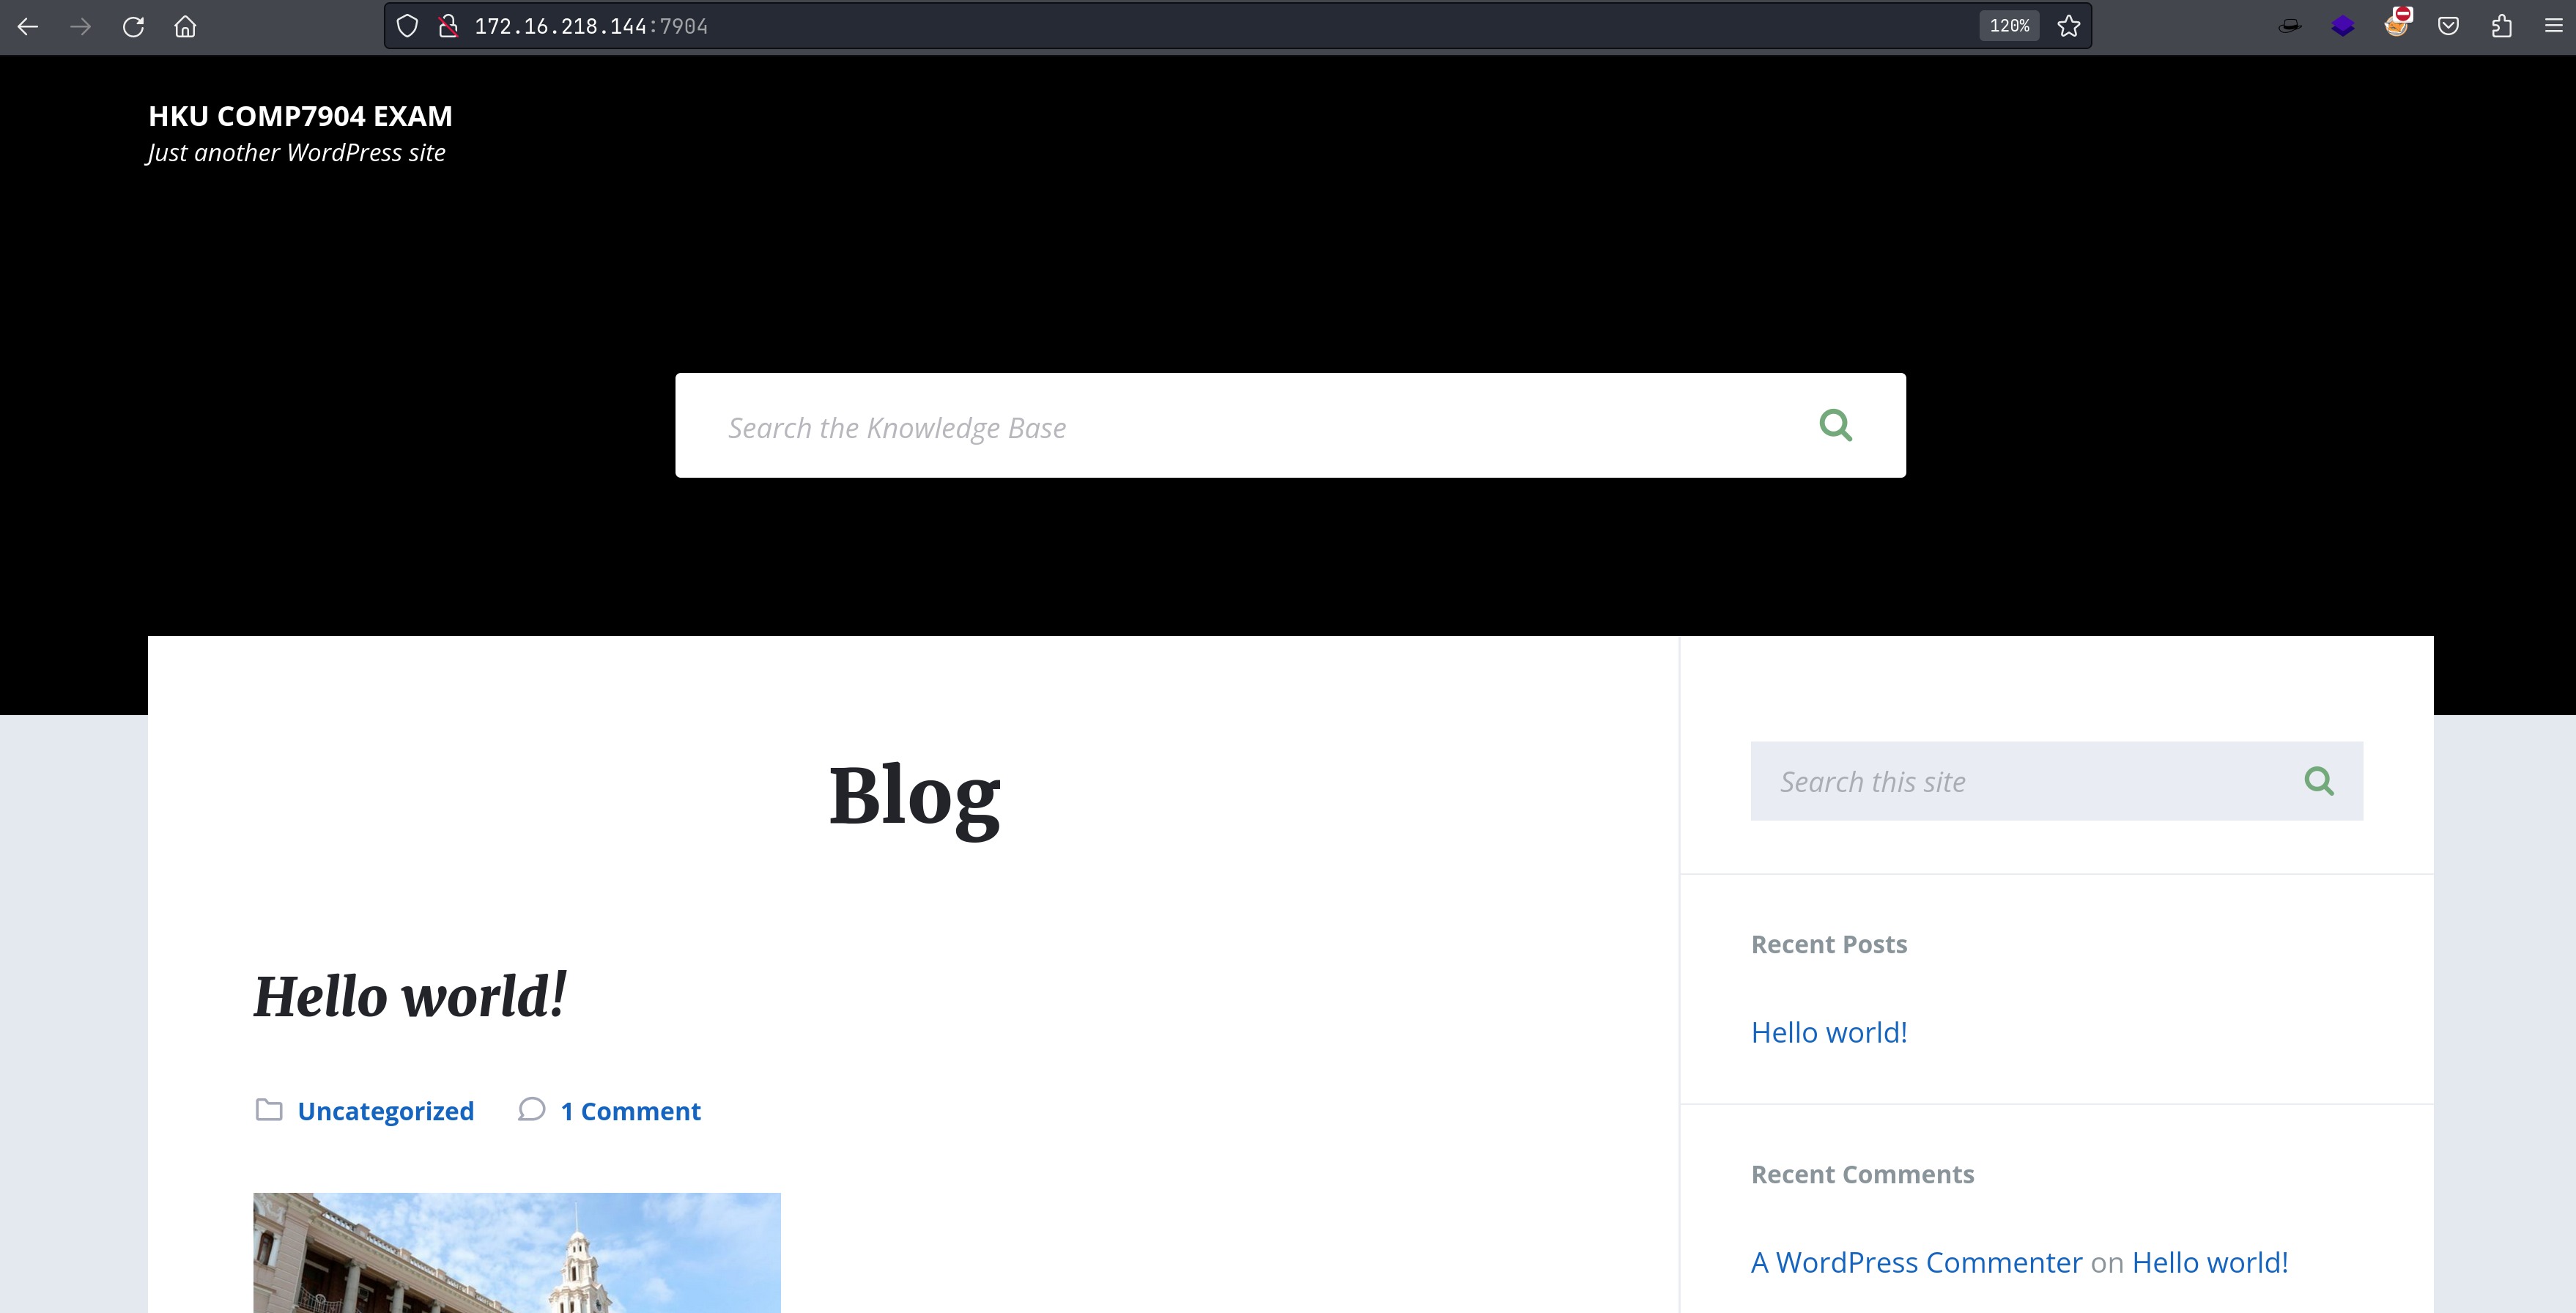 172.16.218.144:7904
120%
HKU COMP7904 EXAM
Just another WordPress site
Search the Knowledge Base
Blog
Search this site
Hello world!
Uncategorized 1 Comment
Recent Posts
Hello world!
Recent Comments
A WordPress Commenter on Hello world!